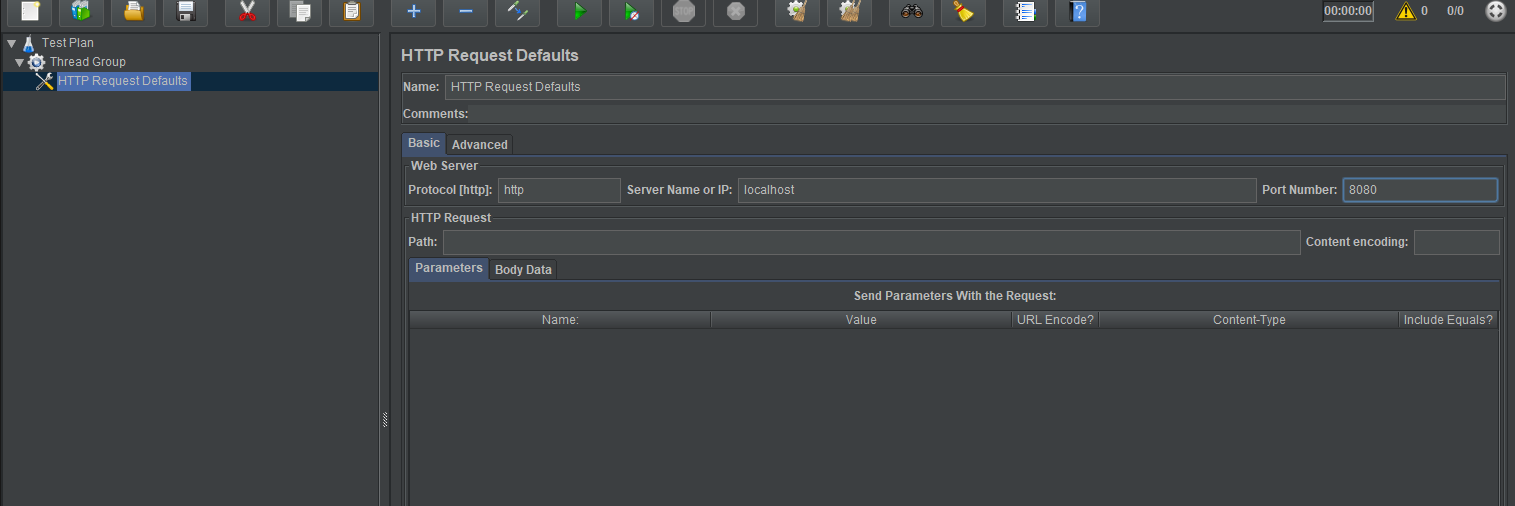 STOP
00:00:00 0 0/0
Test Plan
Thread Group
HTTP Request Defaults
HTTP Request Defaults
Name: HTTP Request Defaults
Comments:
Basic Advanced
Web Server
Protocol [http]: http Server Name or IP: localhost Port Number: 8080
HTTP Request
Path: Content encoding:
Parameters Body Data
Send Parameters With the Request:
Name: Value URL Encode? Content-Type Include Equals?